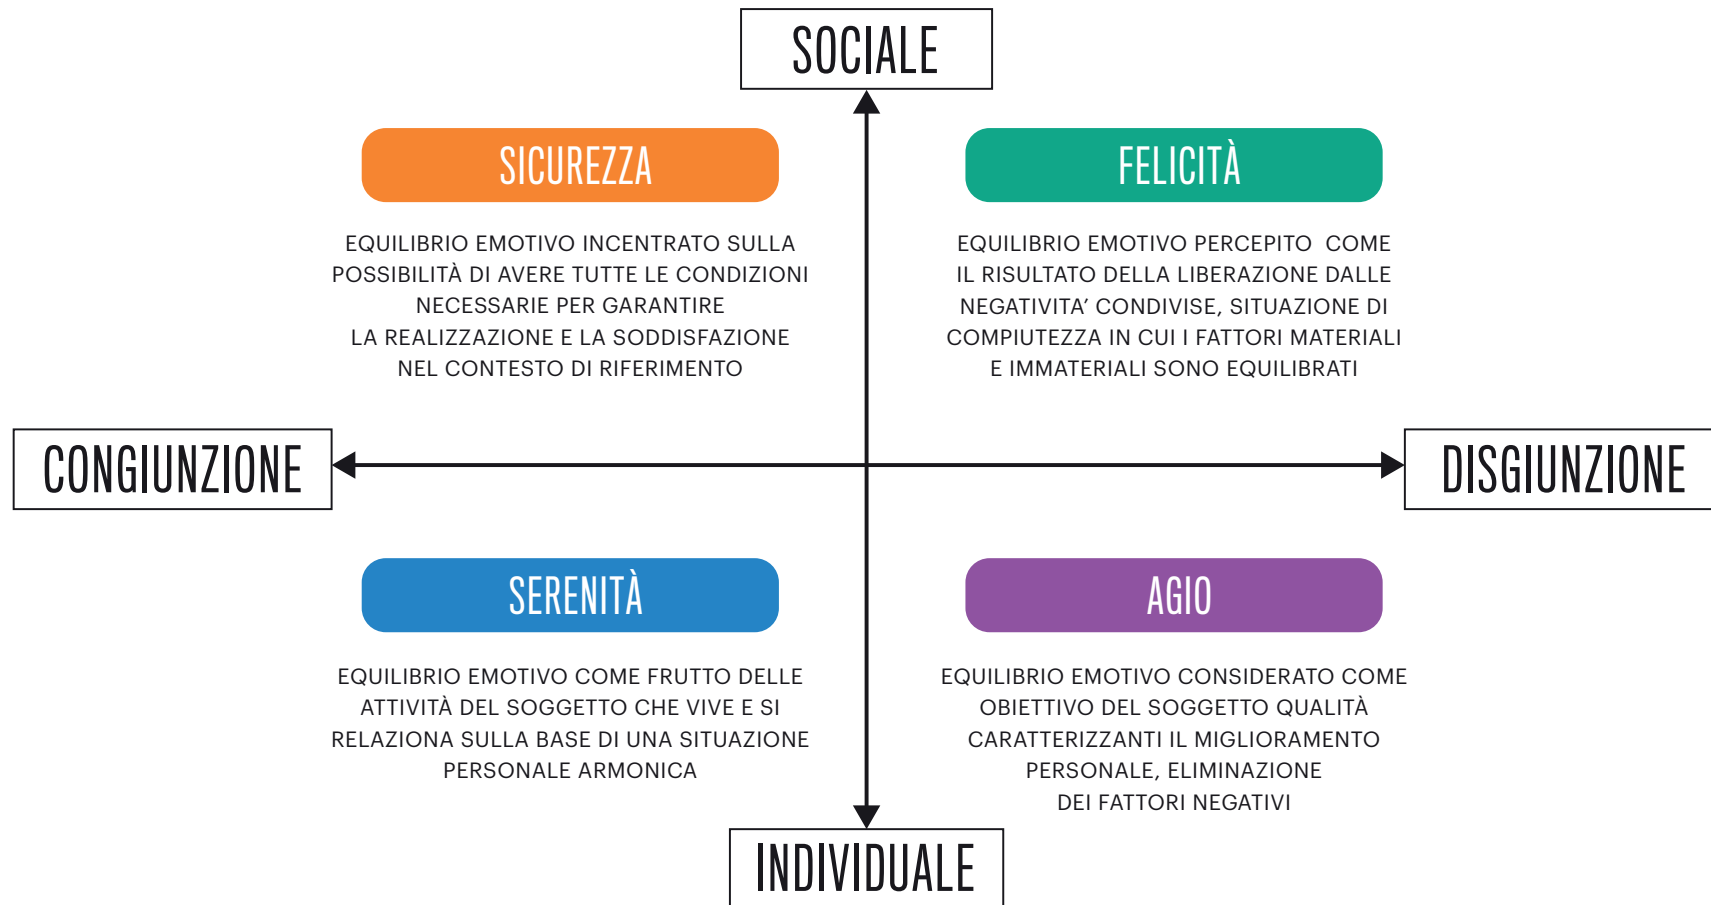 SOCIALE
SICUREZZA
EQUILIBRIO EMOTIVO INCENTRATO SULLA
POSSIBILITÀ DI AVERE TUTTE LE CONDIZIONI
NECESSARIE PER GARANTIRE
LA REALIZZAZIONE E LA SODDISFAZIONE
NEL CONTESTO DI RIFERIMENTO
FELICITÀ
EQUILIBRIO EMOTIVO PERCEPITO COME
IL RISULTATO DELLA LIBERAZIONE DALLE
NEGATIVITA’ CONDIVISE, SITUAZIONE DI
COMPIUTEZZA IN CUI I FATTORI MATERIALI
E IMMATERIALI SONO EQUILIBRATI
CONGIUNZIONE
DISGIUNZIONE
SERENITÀ
EQUILIBRIO EMOTIVO COME FRUTTO DELLE
ATTIVITÀ DEL SOGGETTO CHE VIVE E SI
RELAZIONA SULLA BASE DI UNA SITUAZIONE
PERSONALE ARMONICA
AGIO
EQUILIBRIO EMOTIVO CONSIDERATO COME
OBIETTIVO DEL SOGGETTO QUALITÀ
CARATTERIZZANTI IL MIGLIORAMENTO
PERSONALE, ELIMINAZIONE
DEI FATTORI NEGATIVI
INDIVIDUALE